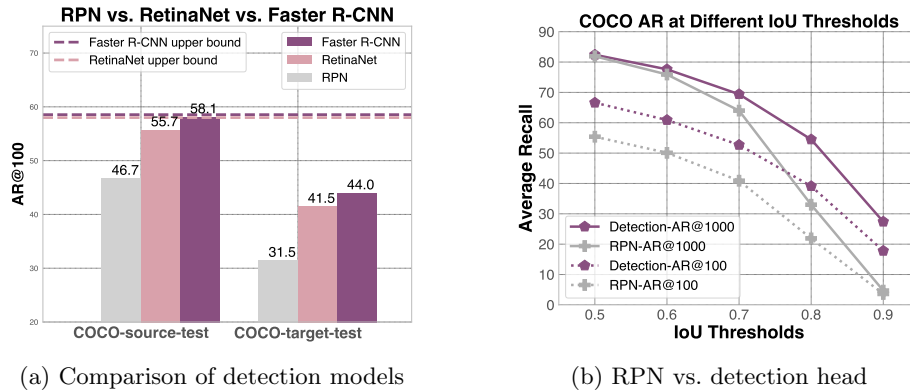 RPN vs. RetinaNet vs. Faster R-CNN
Faster R-CNN upper bound
RetinaNet upper bound
Faster R-CNN
RetinaNet
RPN
AR@100
70
60
50
40
30
20
46.7
55.7
58.1
31.5
41.5
44.0
COCO-source-test
COCO-target-test
(a) Comparison of detection models
COCO AR at Different IoU Thresholds
Average Recall
90
80
70
60
50
40
30
20
10
0
Detection-AR@1000
RPN-AR@1000
Detection-AR@100
RPN-AR@100
0.5 0.6 0.7 0.8 0.9
IoU Thresholds
(b) RPN vs. detection head